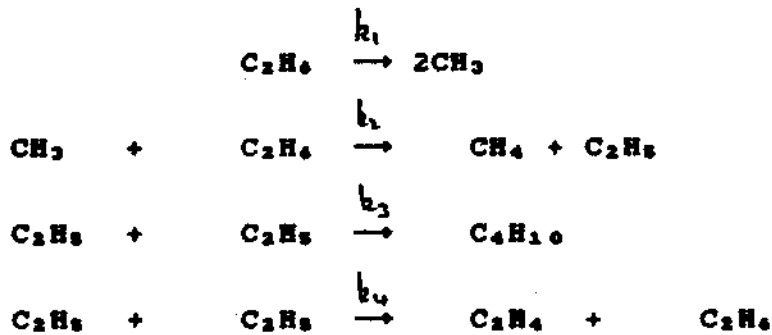 k₁
C₂H₆ → 2CH₃
k₂
CH₃ + C₂H₆ → CH₄ + C₂H₅
k₃
C₂H₅ + C₂H₅ → C₄H₁₀
k₄
C₂H₅ + C₂H₅ → C₂H₄ + C₂H₆